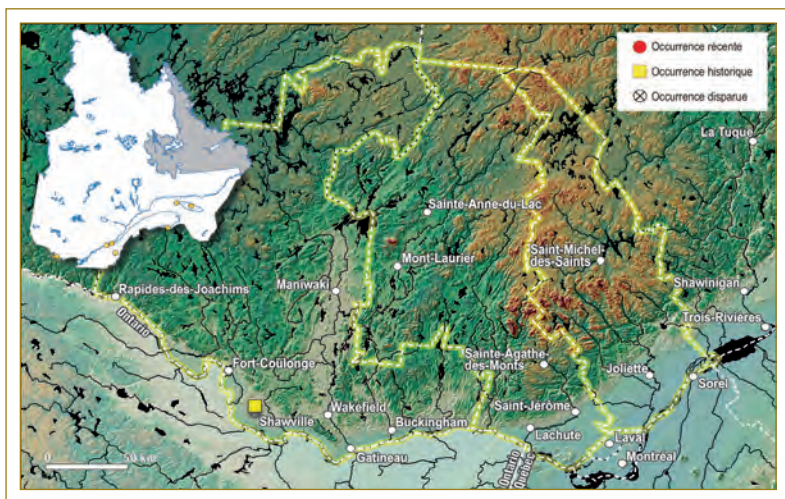 Occurrence récente
Occurrence historique
Occurrence disparue
La Tuque
Sainte-Anne-du-Lac
Saint-Michel
-des-Saints
Mont-Laurier
Maniwaki
Rapides-des-Joachims
Shawinigan
Ontario
Trois-Rivières
Fort-Coulonge
Sainte-Agathe
-des-Monts
Joliette
Sorel
Shawville
Wakefield
Buckingham
Saint-Jérôme
Lachute
Laval
Gatineau
Montréal
Ontario
Québec
0 50 km